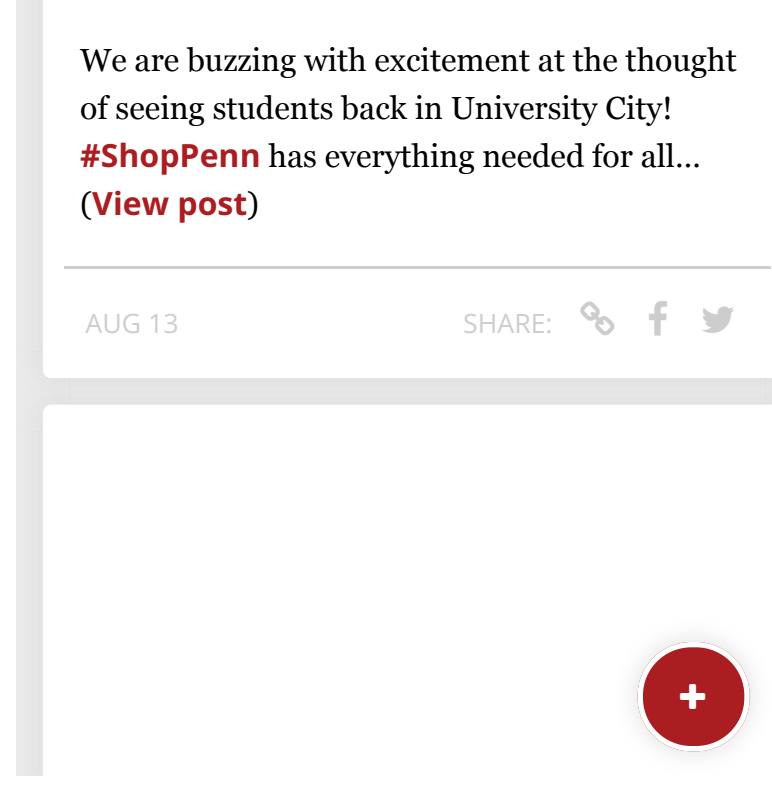 We are buzzing with excitement at the thought
of seeing students back in University City!
#ShopPenn has everything needed for all...
(View post)
AUG 13 SHARE: